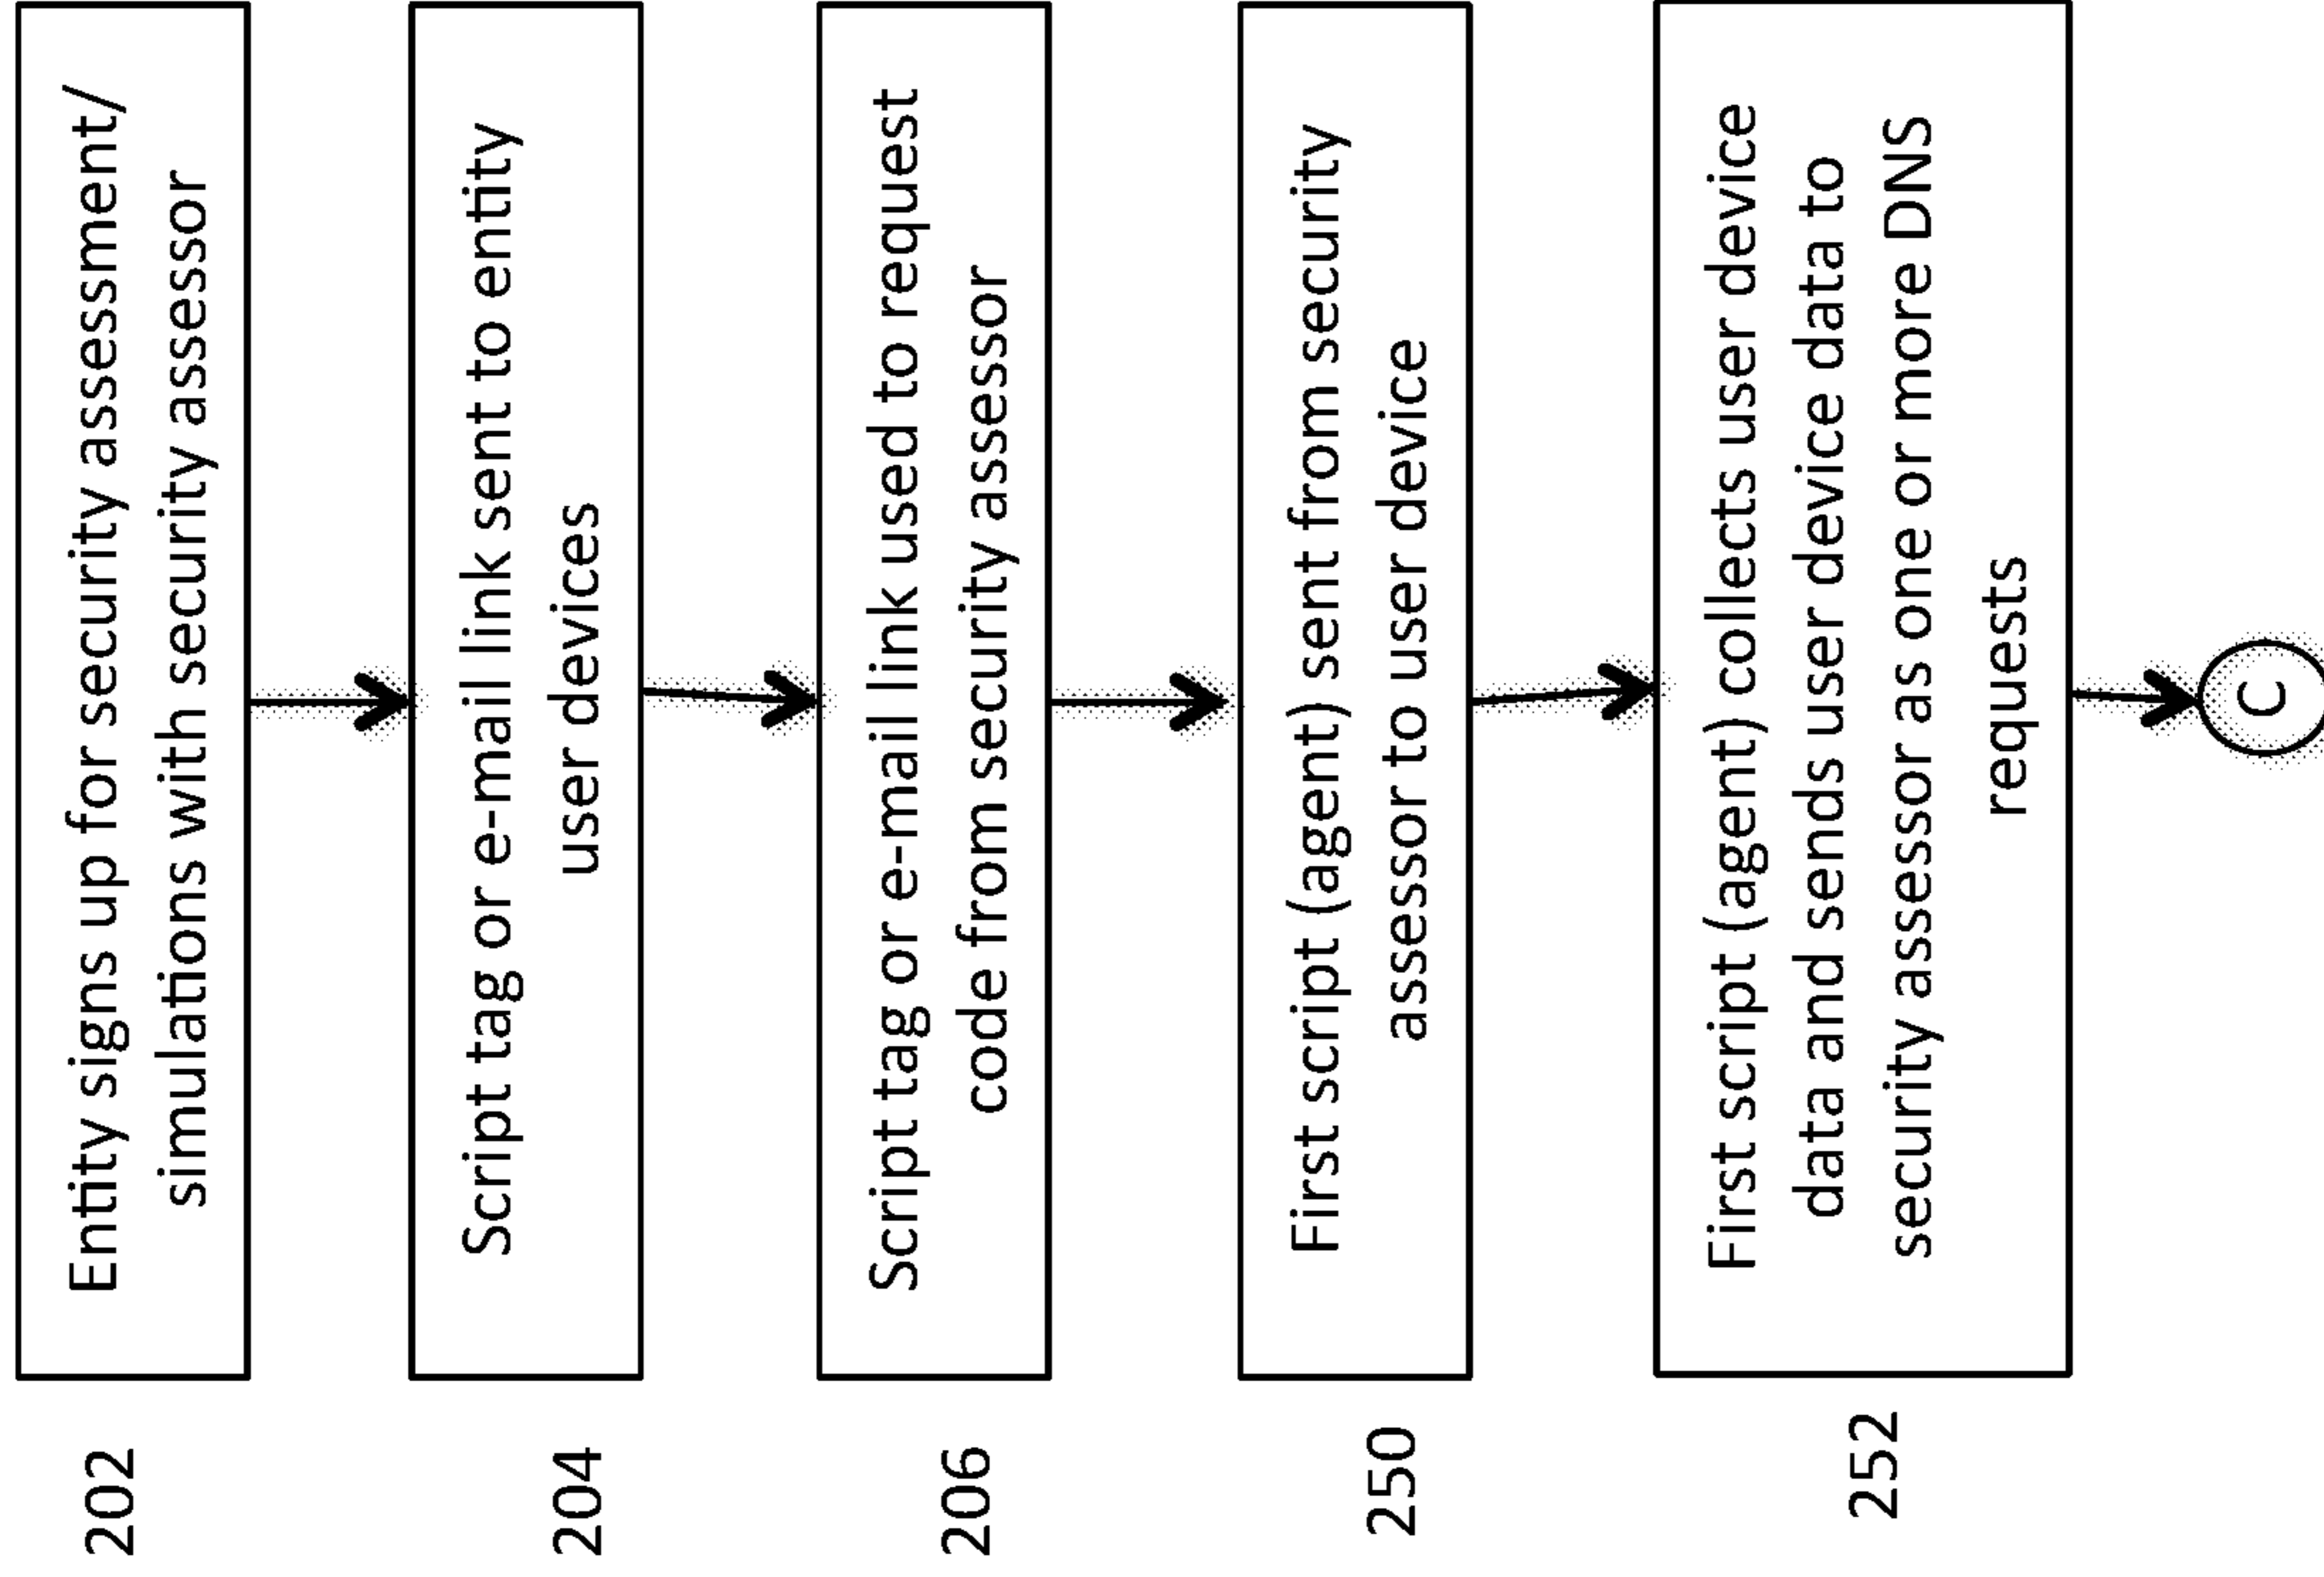 202
Entity signs up for security assessment/
simulations with security assessor
204
Script tag or e-mail link sent to entity
user devices
206
Script tag or e-mail link used to request
code from security assessor
250
First script (agent) sent from security
assessor to user device
252
First script (agent) collects user device
data and sends user device data to
security assessor as one or more DNS
requests
C